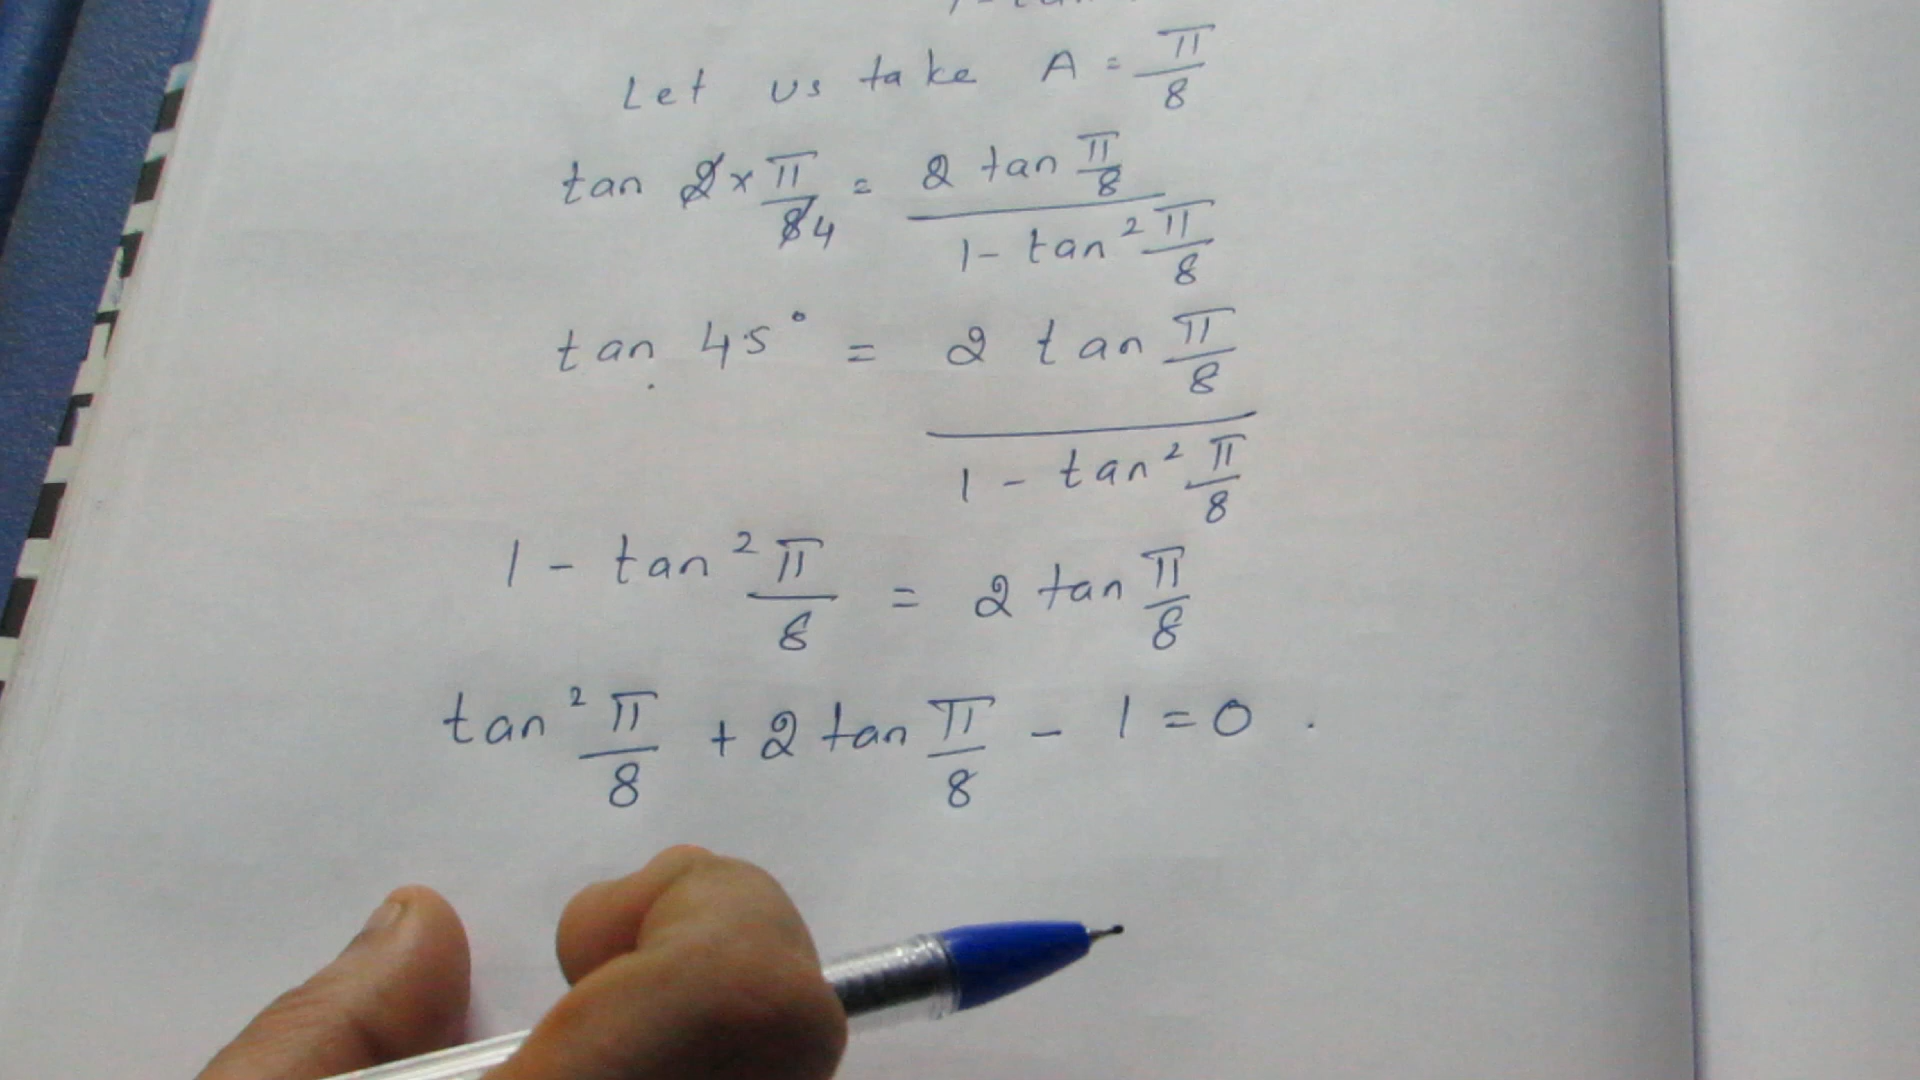 Let us take A = π/8
tan 2 × π/8 4 = 2 tan π/8 / 1 - tan² π/8
tan 45° = 2 tan π/8 / 1 - tan² π/8
1 - tan² π/8 = 2 tan π/8
tan² π/8 + 2 tan π/8 - 1 = 0 .